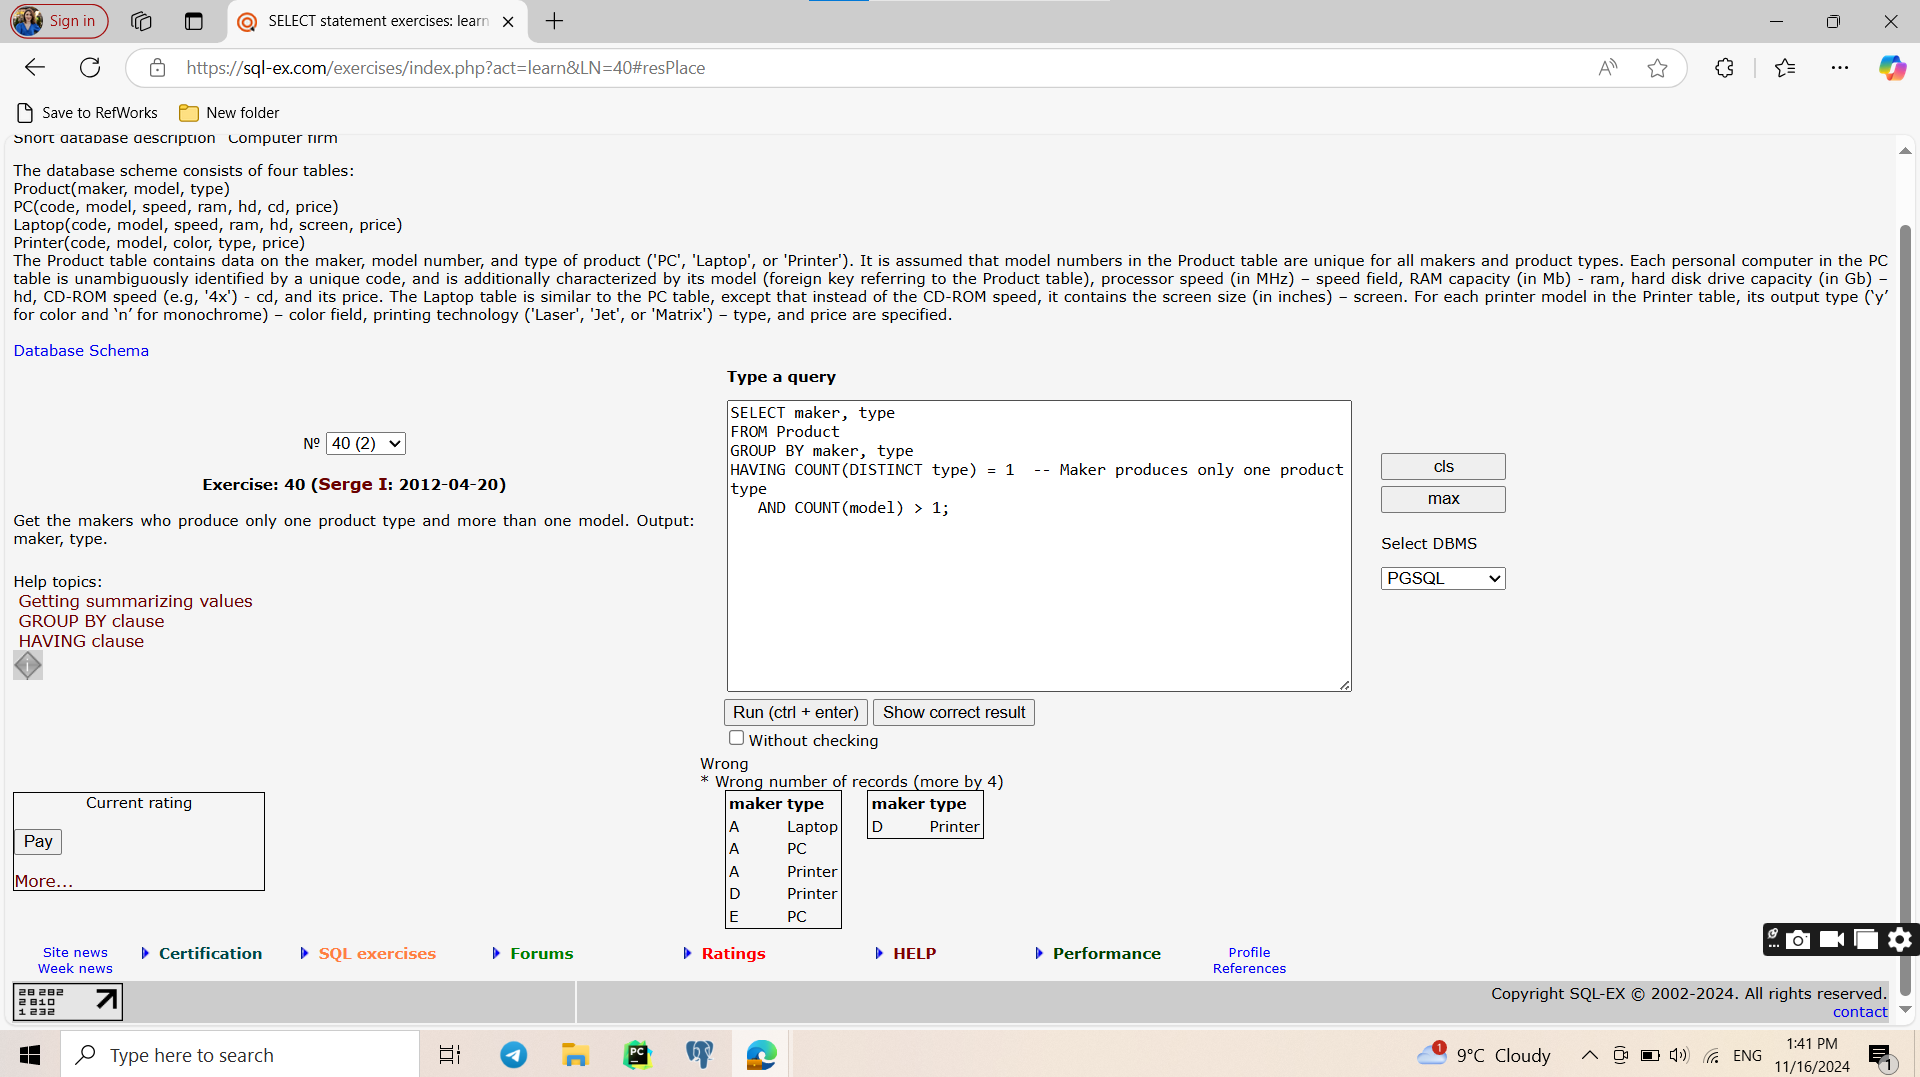 Sign in
SELECT statement exercises: learn
https://sql-ex.com/exercises/index.php?act=learn&LN=40#resPlace
Save to RefWorks New folder
Short database description "Computer firm"
The database scheme consists of four tables:
Product(maker, model, type)
PC(code, model, speed, ram, hd, cd, price)
Laptop(code, model, speed, ram, hd, screen, price)
Printer(code, model, color, type, price)
The Product table contains data on the maker, model number, and type of product ('PC', 'Laptop', or 'Printer'). It is assumed that model numbers in the Product table are unique for all makers and product types. Each personal computer in the PC
table is unambiguously identified by a unique code, and is additionally characterized by its model (foreign key referring to the Product table), processor speed (in MHz) – speed field, RAM capacity (in Mb) - ram, hard disk drive capacity (in Gb) –
hd, CD-ROM speed (e.g, '4x') - cd, and its price. The Laptop table is similar to the PC table, except that instead of the CD-ROM speed, it contains the screen size (in inches) – screen. For each printer model in the Printer table, its output type (‘y’
for color and ‘n’ for monochrome) – color field, printing technology ('Laser', 'Jet', or 'Matrix') – type, and price are specified.
Database Schema
Type a query
№ 40 (2)
Exercise: 40 (Serge I: 2012-04-20)
Get the makers who produce only one product type and more than one model. Output:
maker, type.
Help topics:
Getting summarizing values
GROUP BY clause
HAVING clause
SELECT maker, type
FROM Product
GROUP BY maker, type
HAVING COUNT(DISTINCT type) = 1  -- Maker produces only one product
type
   AND COUNT(model) > 1;
cls
max
Select DBMS
PGSQL
Run (ctrl + enter) Show correct result
Without checking
Wrong
* Wrong number of records (more by 4)
maker type
A Laptop
A PC
A Printer
D Printer
E PC
maker type
D Printer
Current rating
Pay
More...
Site news
Week news
Certification
SQL exercises
Forums
Ratings
HELP
Performance
Profile
References
28 282
2 810
1 232
Copyright SQL-EX © 2002-2024. All rights reserved.
contact
Type here to search
PC
1
9°C Cloudy
ENG
1:41 PM
11/16/2024
1